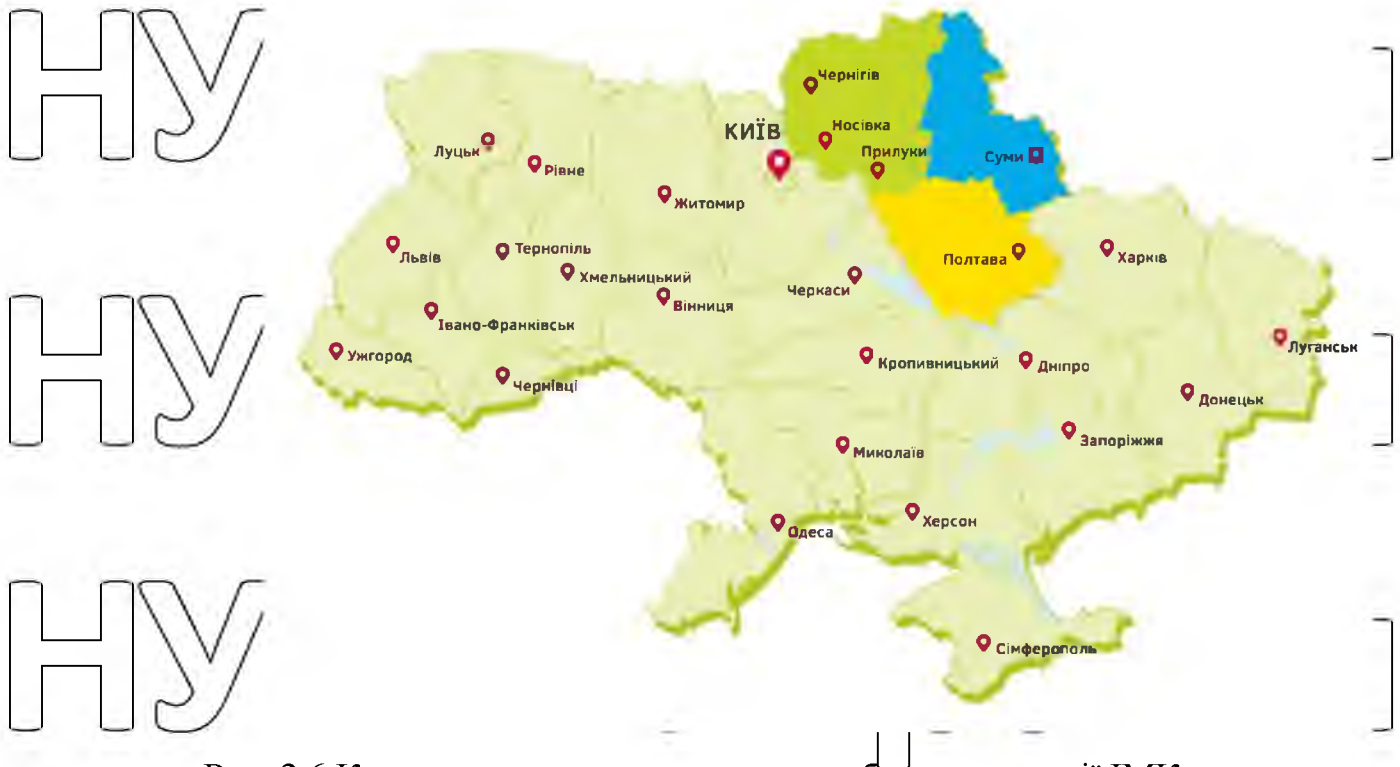 НУ
Чернігів
КИЇВ
Носівка
Прилуки
Суми
Луцьк
Рівне
Житомир
Львів
Тернопіль
Хмельницький
Вінниця
Черкаси
Полтава
Харків
Івано-Франківськ
НУ
Ужгород
Чернівці
Кропивницький
Дніпро
Луганськ
Донецьк
Запоріжжя
Миколаїв
Херсон
Одеса
НУ
Сімферополь